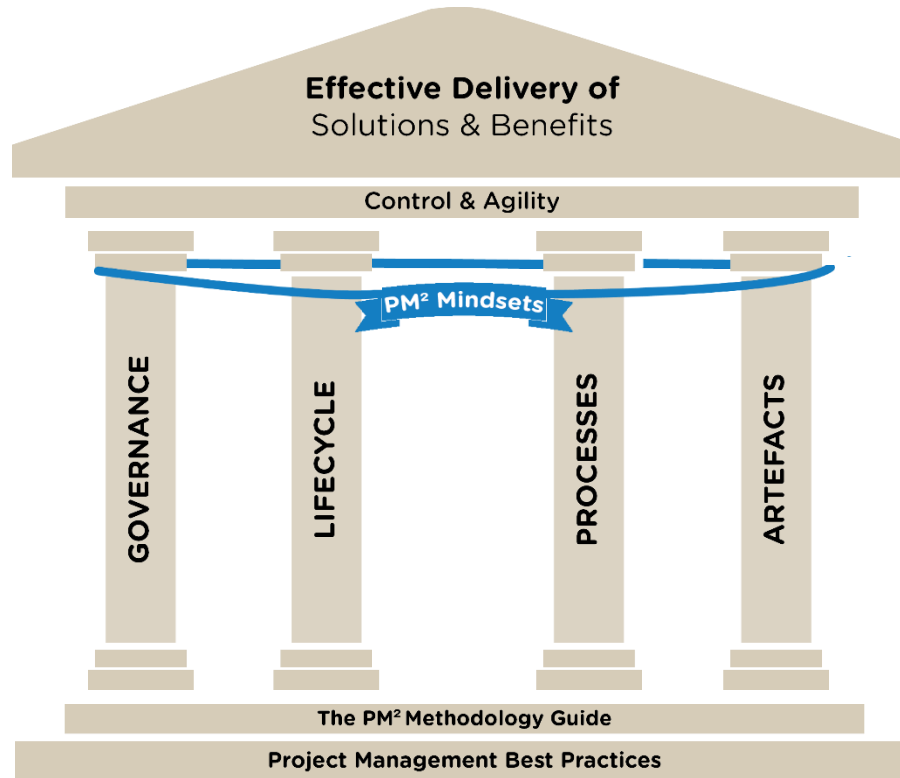 Effective Delivery of
Solutions & Benefits
Control & Agility
PM² Mindsets
GOVERNANCE
LIFECYCLE
PROCESSES
ARTEFACTS
The PM² Methodology Guide
Project Management Best Practices